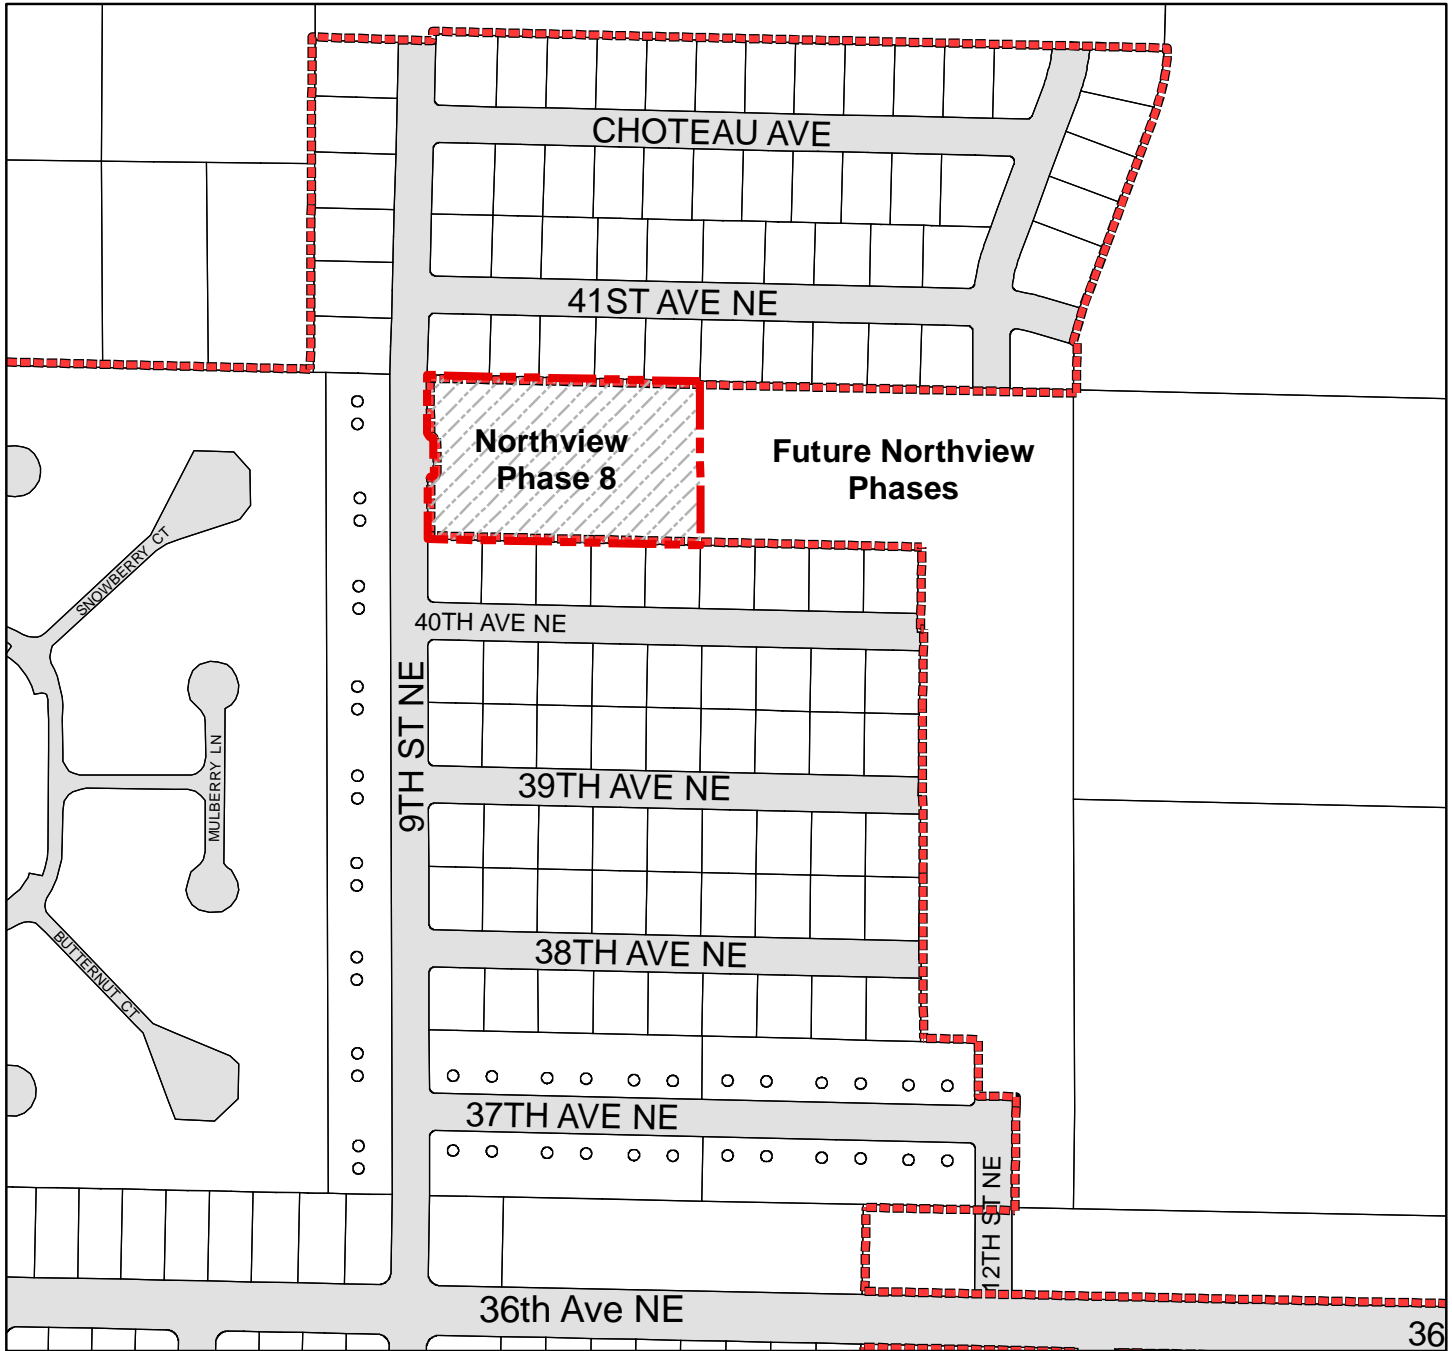 CHOTEAU AVE
41ST AVE NE
Northview
Phase 8
Future Northview
Phases
SNOWBERRY CT
40TH AVE NE
9TH ST NE
MULBERRY LN
39TH AVE NE
BUTTERNUT CT
38TH AVE NE
37TH AVE NE
12TH ST NE
36th Ave NE
36